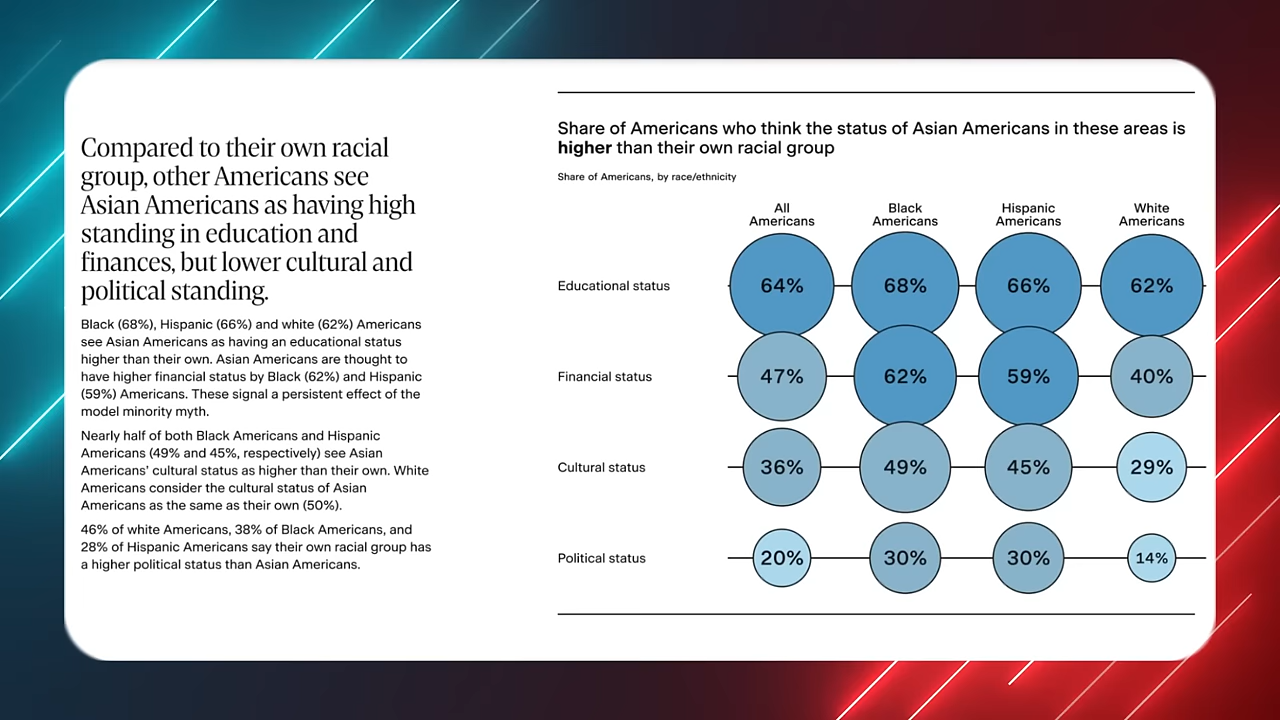 Compared to their own racial
group, other Americans see
Asian Americans as having high
standing in education and
finances, but lower cultural and
political standing.
Black (68%), Hispanic (66%) and white (62%) Americans
see Asian Americans as having an educational status
higher than their own. Asian Americans are thought to
have higher financial status by Black (62%) and Hispanic
(59%) Americans. These signal a persistent effect of the
model minority myth.
Nearly half of both Black Americans and Hispanic
Americans (49% and 45%, respectively) see Asian
Americans’ cultural status as higher than their own. White
Americans consider the cultural status of Asian
Americans as the same as their own (50%).
46% of white Americans, 38% of Black Americans, and
28% of Hispanic Americans say their own racial group has
a higher political status than Asian Americans.
Share of Americans who think the status of Asian Americans in these areas is
higher than their own racial group
Share of Americans, by race/ethnicity
All Americans Black Americans Hispanic Americans White Americans
Educational status 64% 68% 66% 62%
Financial status 47% 62% 59% 40%
Cultural status 36% 49% 45% 29%
Political status 20% 30% 30% 14%